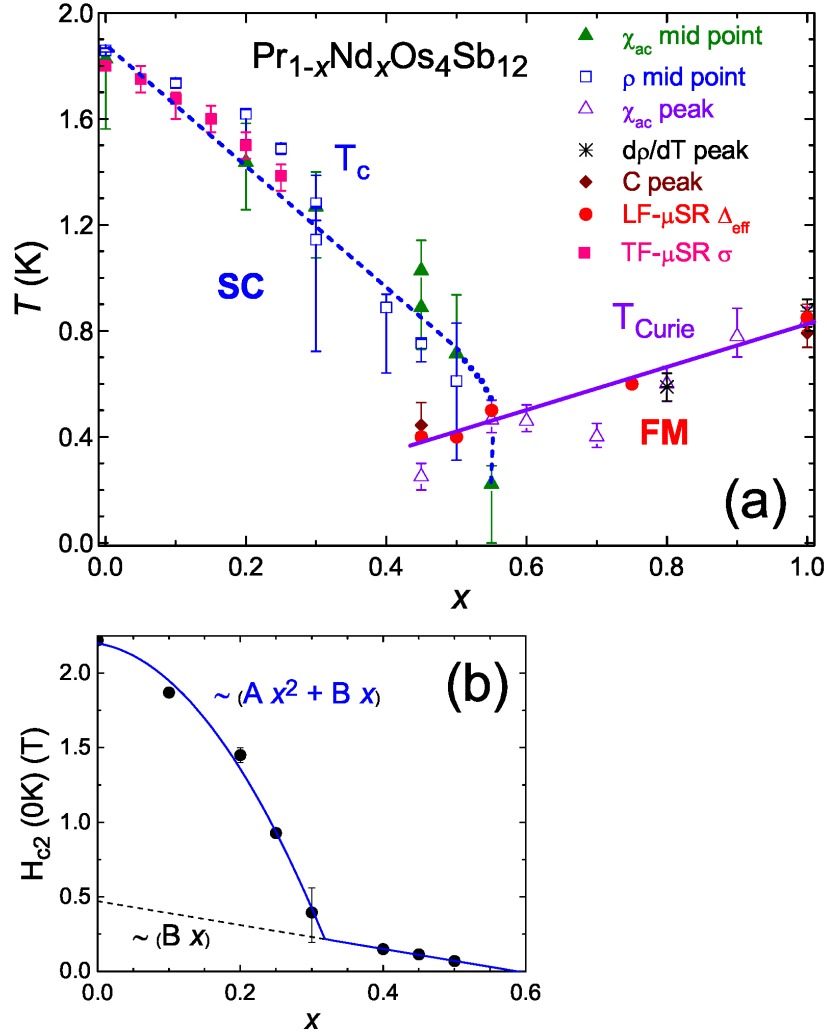 2.0
1.6
1.2
0.8
0.4
0.0
T (K)
Pr1-xNdxOs4Sb12
χac mid point
ρ mid point
χac peak
dρ/dT peak
C peak
LF-μSR Δeff
TF-μSR σ
Tc
SC
TCurie
FM
(a)
0.0 0.2 0.4 0.6 0.8 1.0
x
2.0
1.5
1.0
0.5
0.0
Hc2 (0K) (T)
~ (A x² + B x)
(b)
~ (B x)
0.0 0.2 0.4 0.6
x